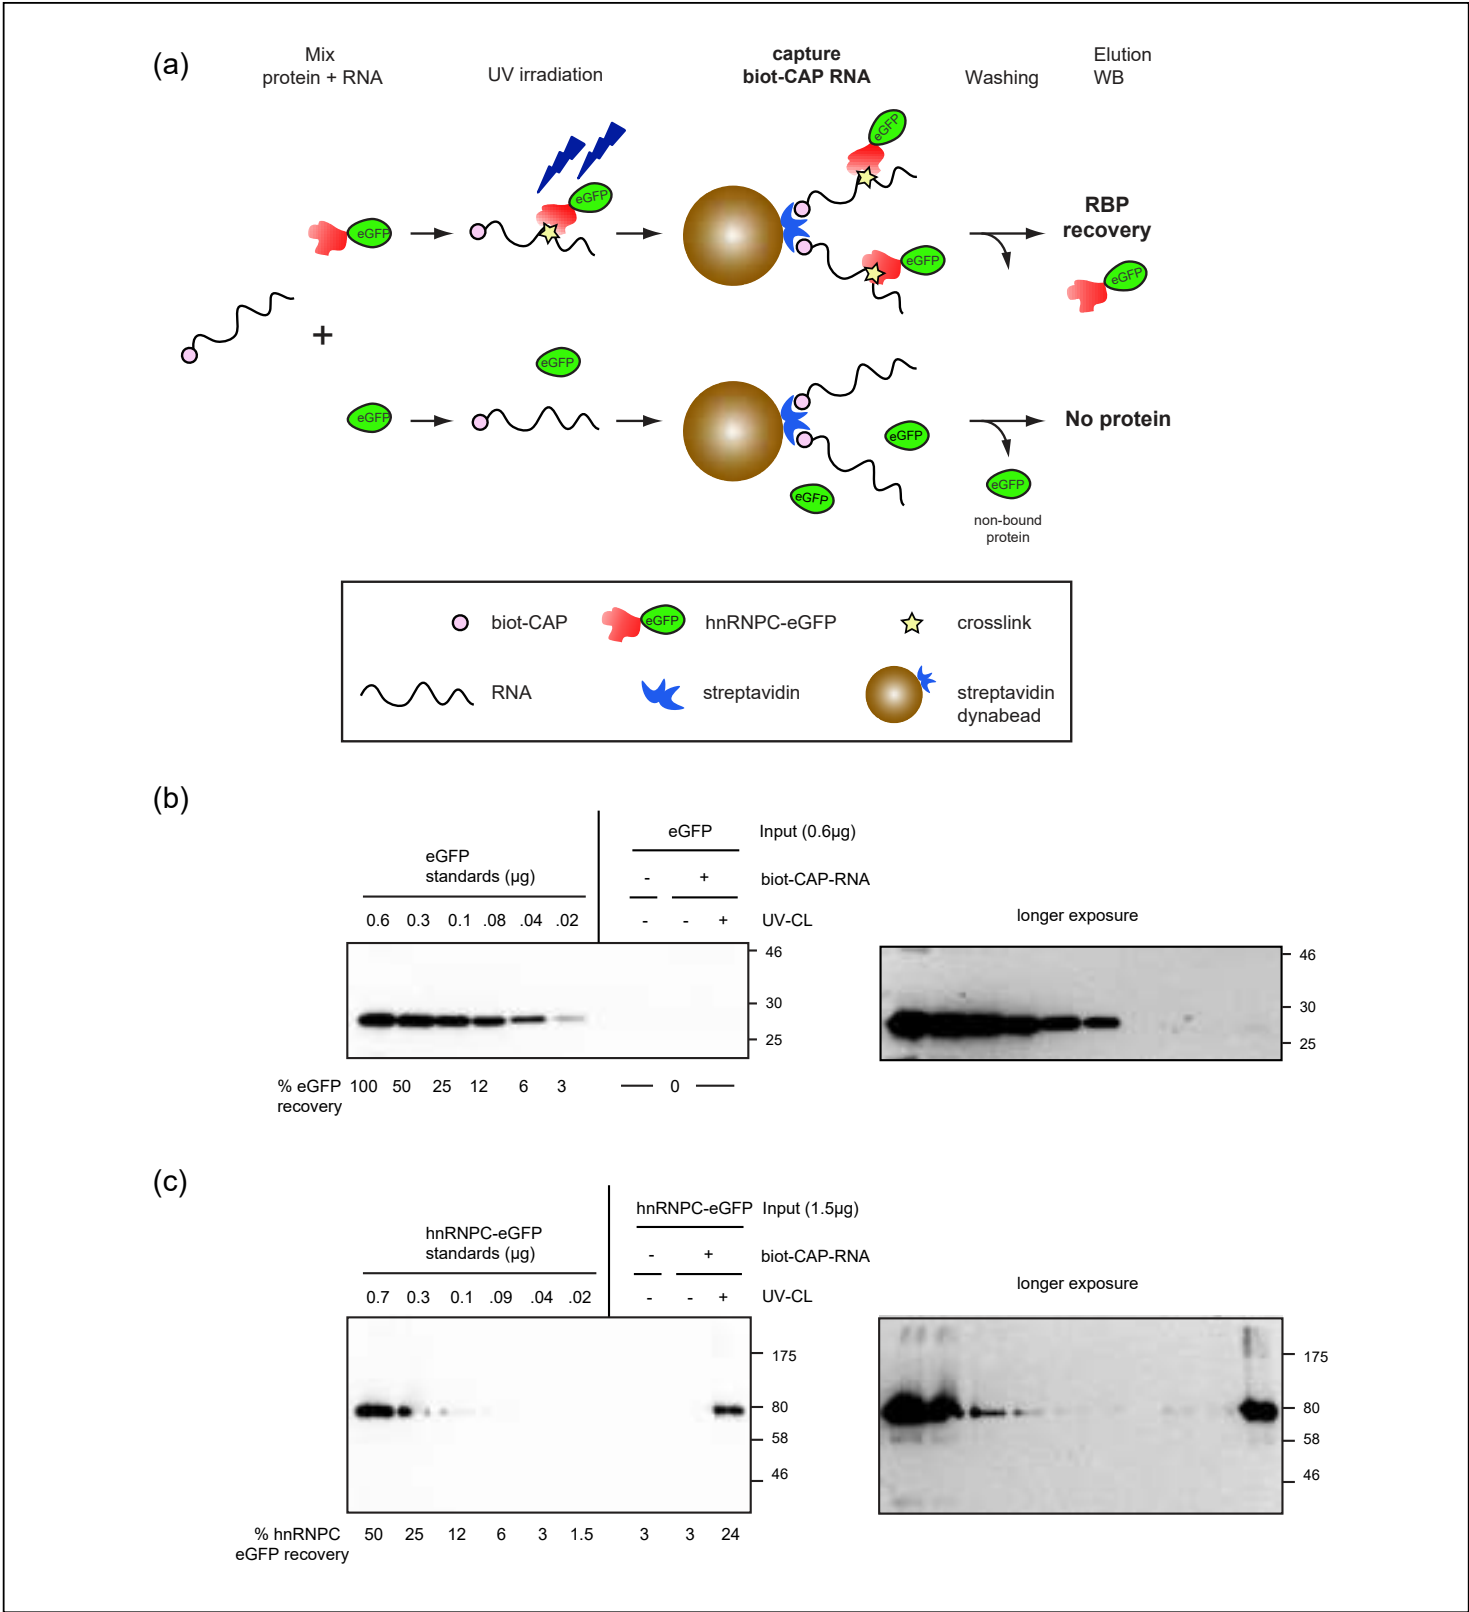 (a)
Mix
protein + RNA
UV irradiation
capture
biot-CAP RNA
Washing
Elution
WB
eGFP
eGFP
eGFP
eGFP
RBP
recovery
eGFP
+
eGFP
eGFP
eGFP
eGFP
No protein
eGFP
non-bound
protein
biot-CAP
eGFP
hnRNPC-eGFP
crosslink
RNA
streptavidin
streptavidin
dynabead
(b)
eGFP
standards (µg)
eGFP
Input (0.6µg)
- + biot-CAP-RNA
0.6 0.3 0.1 .08 .04 .02
- - + UV-CL
longer exposure
46
30
25
46
30
25
% eGFP
recovery
100 50 25 12 6 3 0
(c)
hnRNPC-eGFP
standards (µg)
hnRNPC-eGFP Input (1.5µg)
- + biot-CAP-RNA
0.7 0.3 0.1 .09 .04 .02
- - + UV-CL
longer exposure
175
80
58
46
175
80
58
46
% hnRNPC
eGFP recovery
50 25 12 6 3 1.5 3 3 24